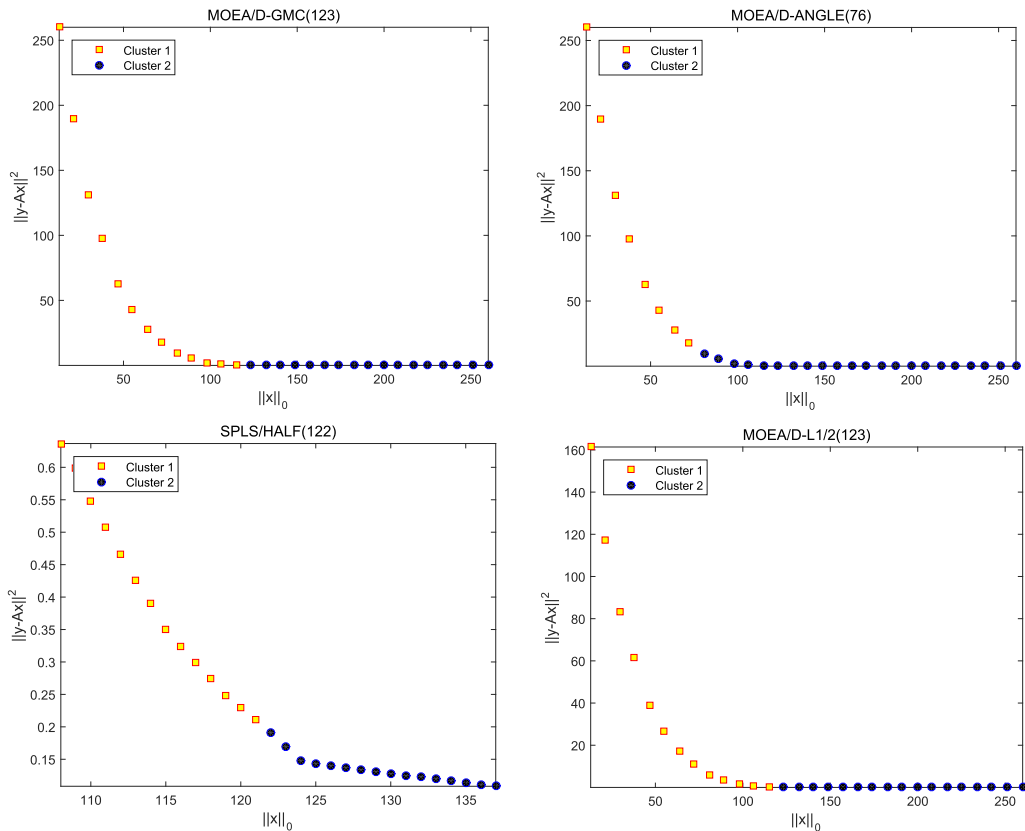 MOEA/D-GMC(123)
250
200
150
100
50
||y-Ax||²
Cluster 1
Cluster 2
50
100
150
200
250
||x||₀
MOEA/D-ANGLE(76)
250
200
150
100
50
||y-Ax||²
Cluster 1
Cluster 2
50
100
150
200
250
||x||₀
SPLS/HALF(122)
0.6
0.55
0.5
0.45
0.4
0.35
0.3
0.25
0.2
0.15
||y-Ax||²
Cluster 1
Cluster 2
110
115
120
125
130
135
||x||₀
MOEA/D-L1/2(123)
160
140
120
100
80
60
40
20
||y-Ax||²
Cluster 1
Cluster 2
50
100
150
200
250
||x||₀